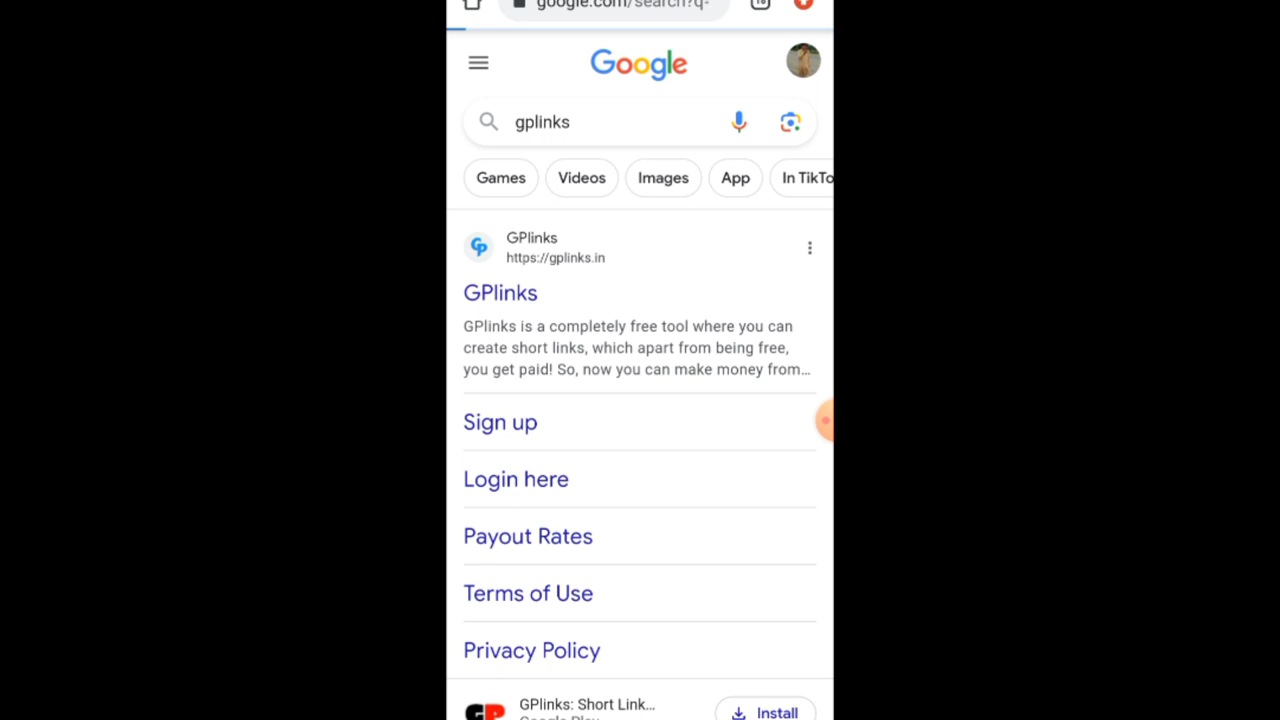 google.com/search?q-
Google
gplinks
Games Videos Images App In TikTo
GPlinks
https://gplinks.in
GPlinks
GPlinks is a completely free tool where you can
create short links, which apart from being free,
you get paid! So, now you can make money from...
Sign up
Login here
Payout Rates
Terms of Use
Privacy Policy
GPlinks: Short Link...
GP Install
Google Play